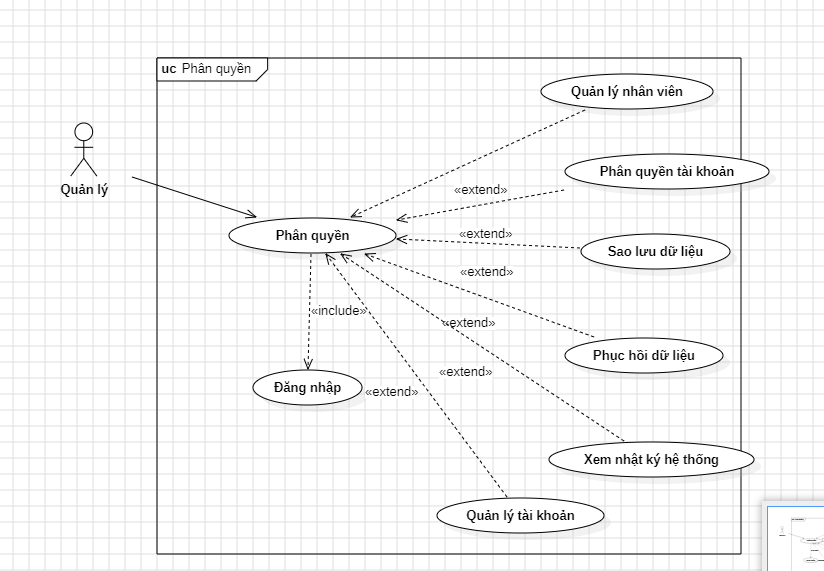 uc Phân quyền
Quản lý nhân viên
Quản lý
«extend»
Phân quyền tài khoản
Phân quyền
«extend»
Sao lưu dữ liệu
«extend»
«include»
«extend»
Phục hồi dữ liệu
«extend»
Đăng nhập
«extend»
Xem nhật ký hệ thống
Quản lý tài khoản